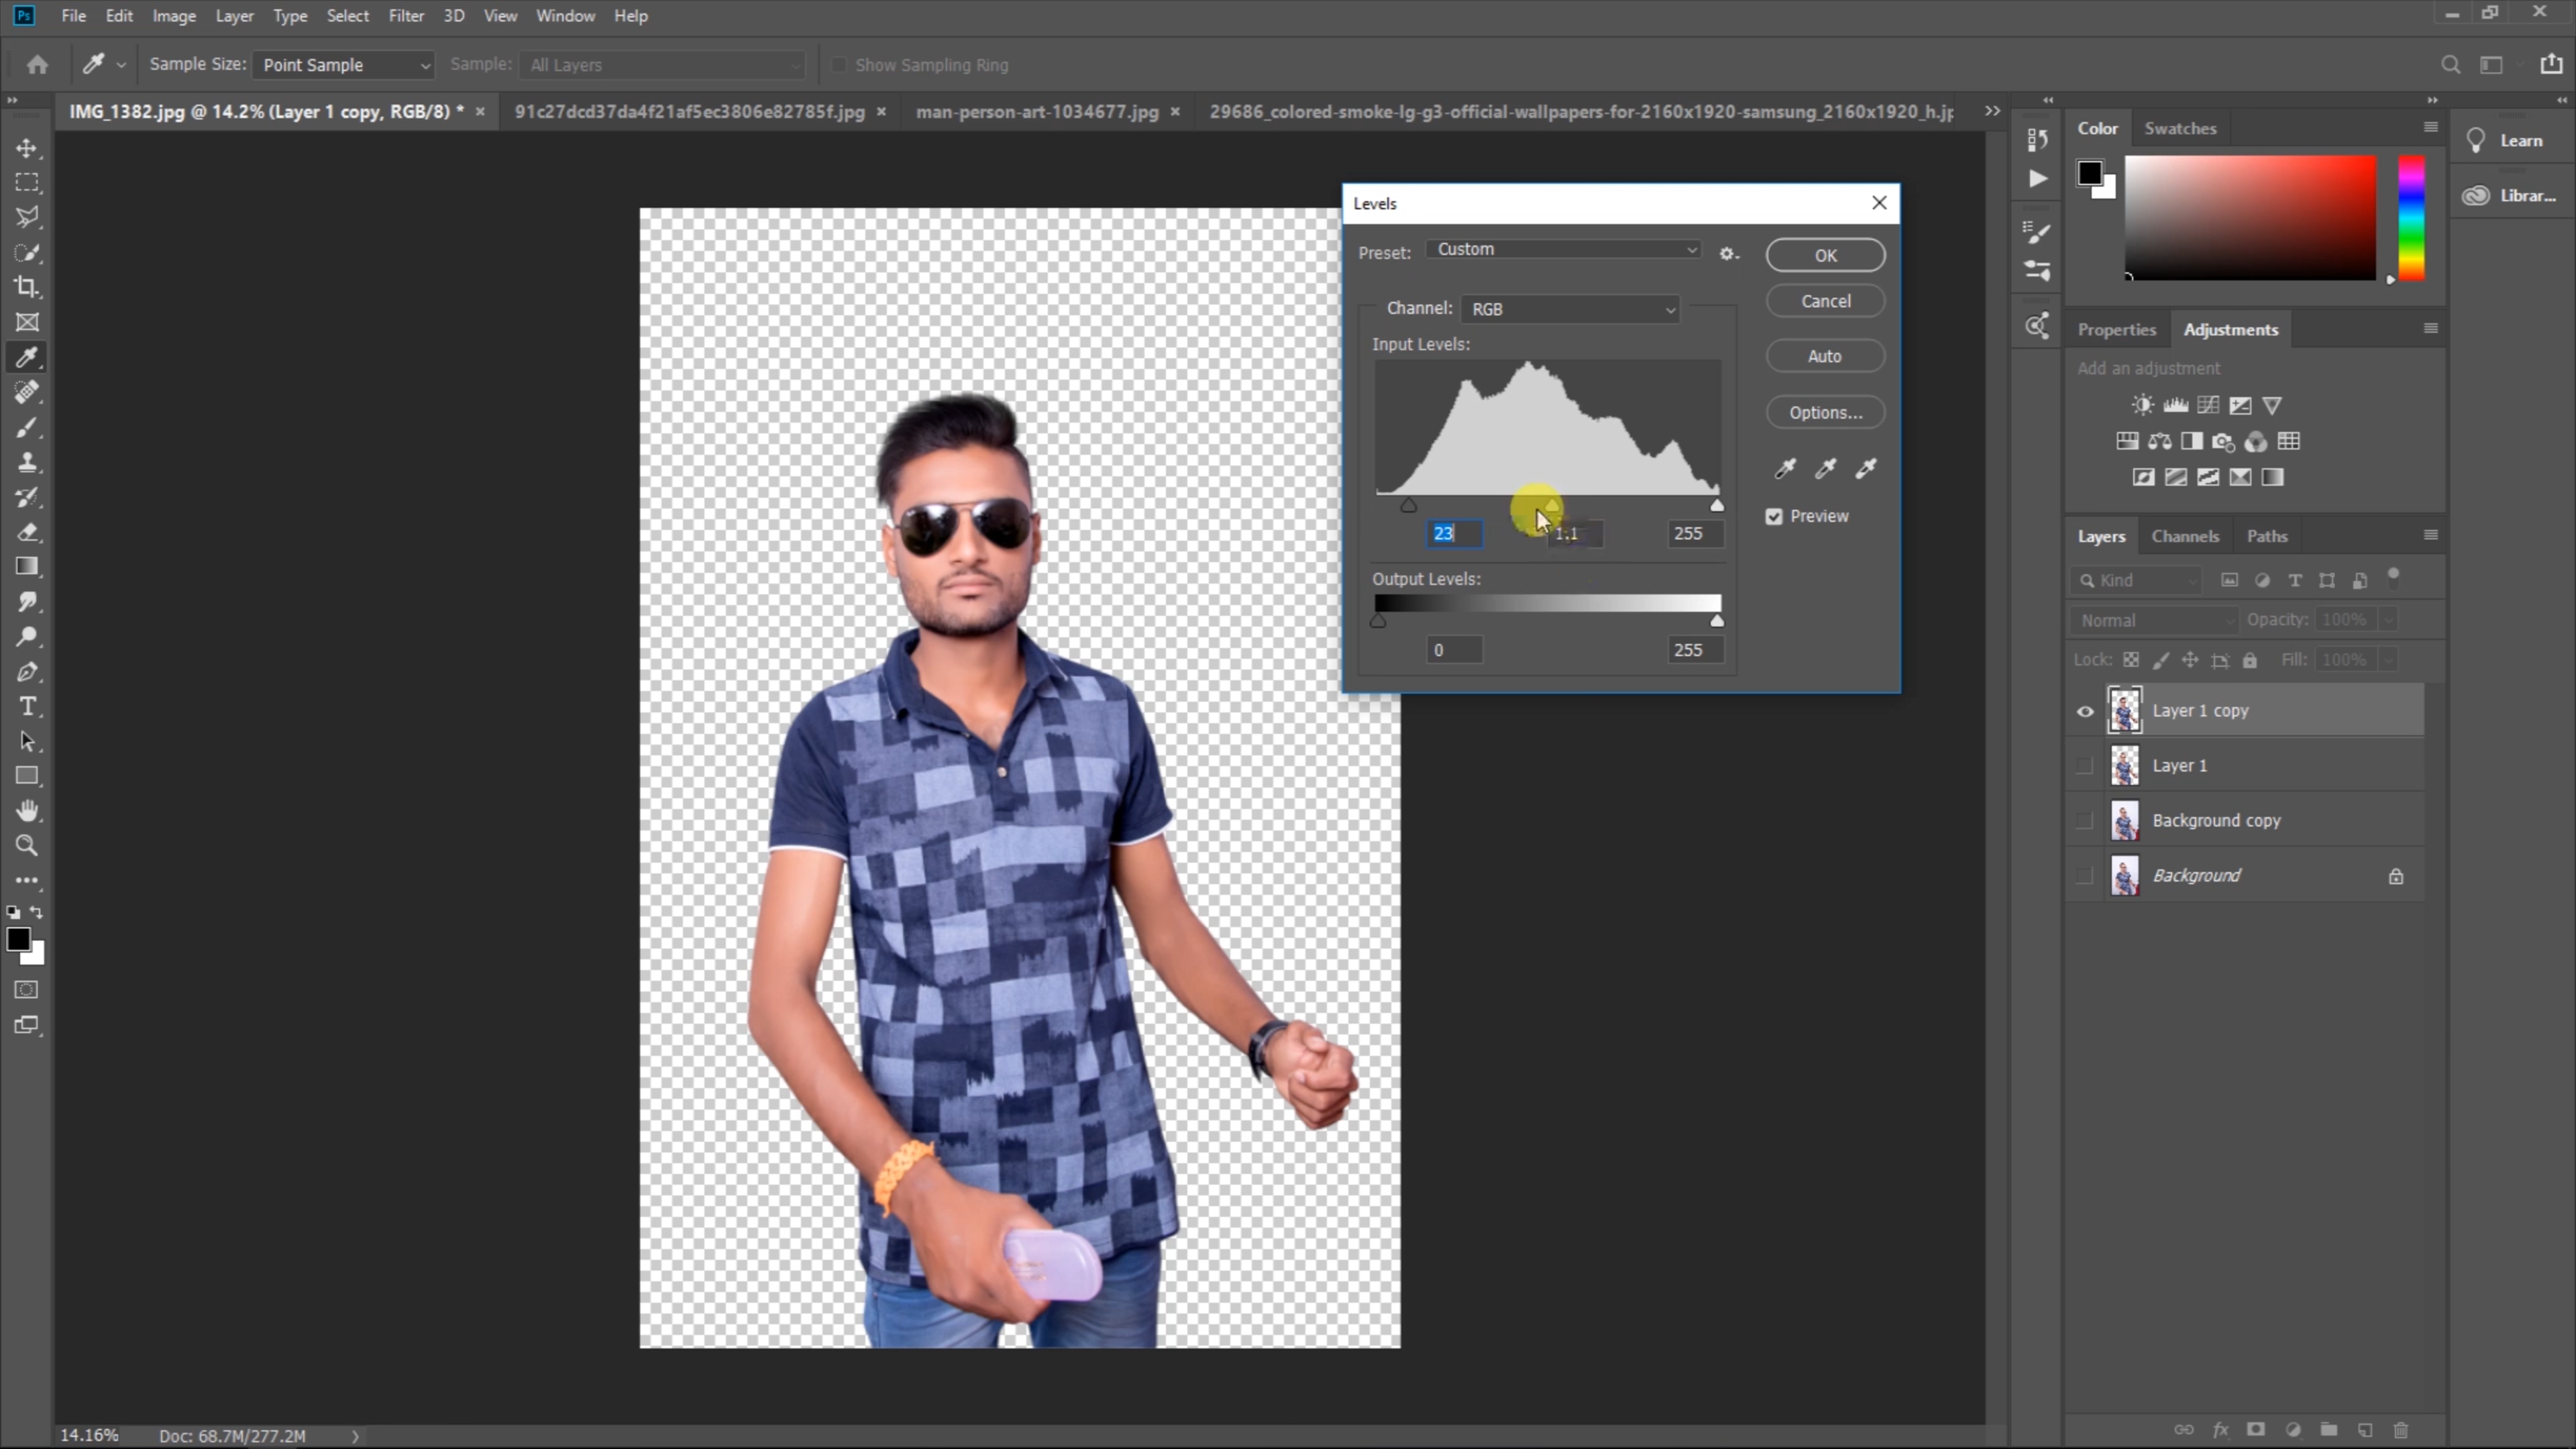 Ps File Edit Image Layer Type Select Filter 3D View Window Help
Sample Size: Point Sample Sample: All Layers Show Sampling Ring
IMG_1382.jpg @ 14.2% (Layer 1 copy, RGB/8) * × 91c27dcd37da4f21af5ec3806e82785f.jpg × man-person-art-1034677.jpg × 29686_colored-smoke-lg-g3-official-wallpapers-for-2160x1920-samsung_2160x1920_h.jp
Levels
Preset: Custom
OK
Channel: RGB
Cancel
Input Levels:
Auto
Options...
23 1.1 255
Preview
Output Levels:
0 255
Color Swatches
Learn
Librar...
Properties Adjustments
Add an adjustment
Layers Channels Paths
Kind
Normal Opacity: 100%
Lock: Fill: 100%
Layer 1 copy
Layer 1
Background copy
Background
14.16% Doc: 68.7M/277.2M